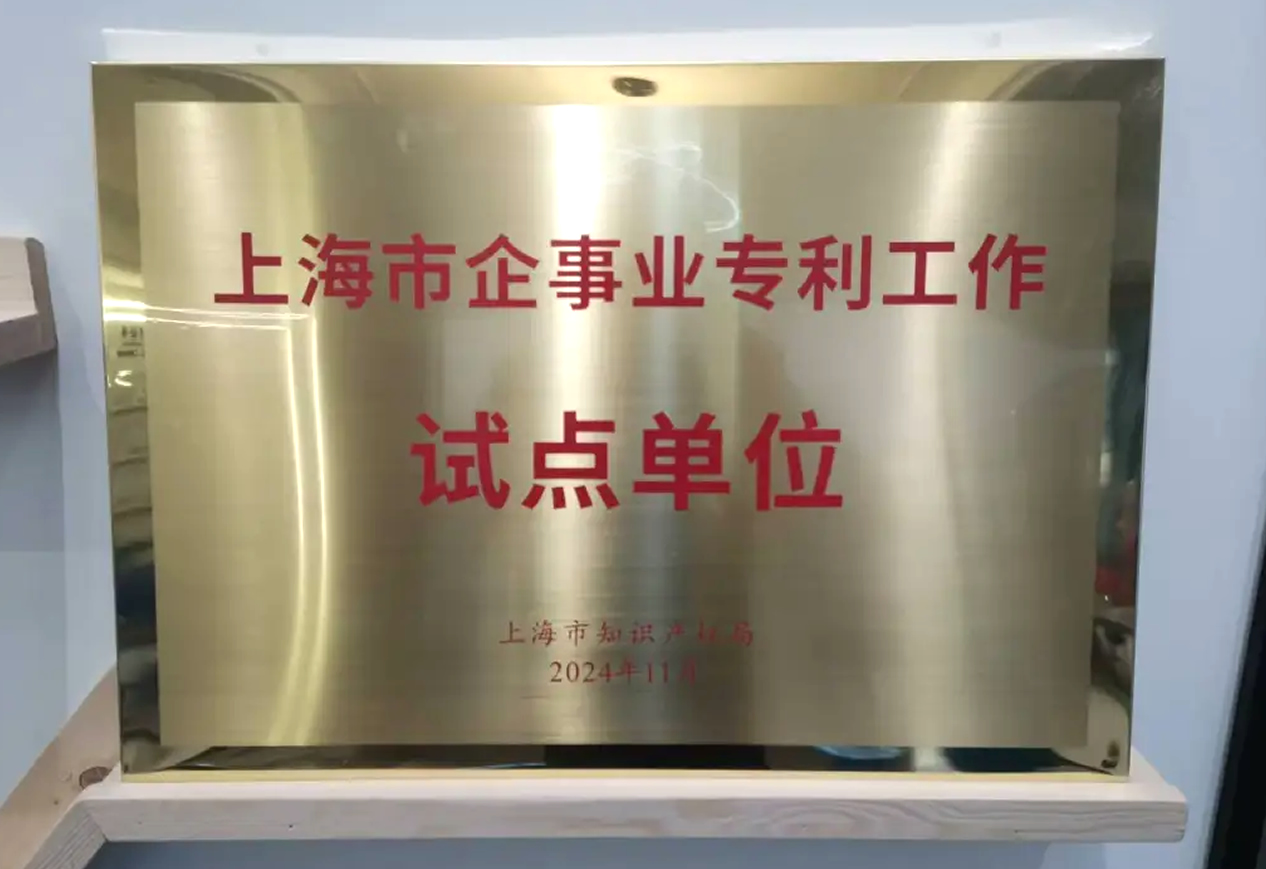 上海市企事业专利工作
试点单位
上海市知识产权局
2024年11月